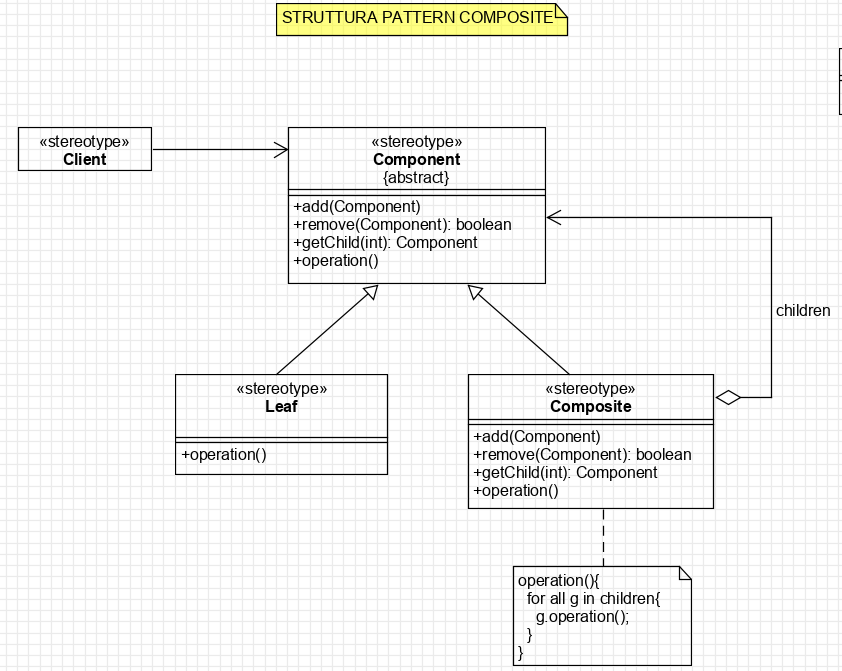 STRUTTURA PATTERN COMPOSITE
«stereotype»
Client
«stereotype»
Component
{abstract}
+add(Component)
+remove(Component): boolean
+getChild(int): Component
+operation()
children
«stereotype»
Leaf
+operation()
«stereotype»
Composite
+add(Component)
+remove(Component): boolean
+getChild(int): Component
+operation()
operation(){
for all g in children{
g.operation();
}
}